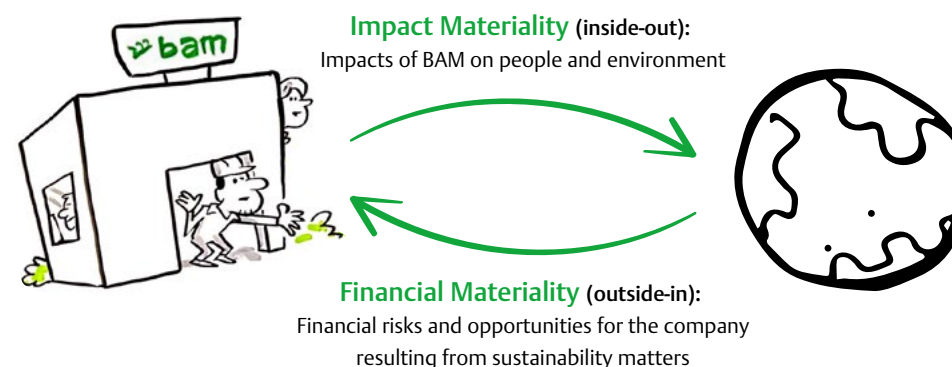 bam
Impact Materiality (inside-out):
Impacts of BAM on people and environment
Financial Materiality (outside-in):
Financial risks and opportunities for the company
resulting from sustainability matters